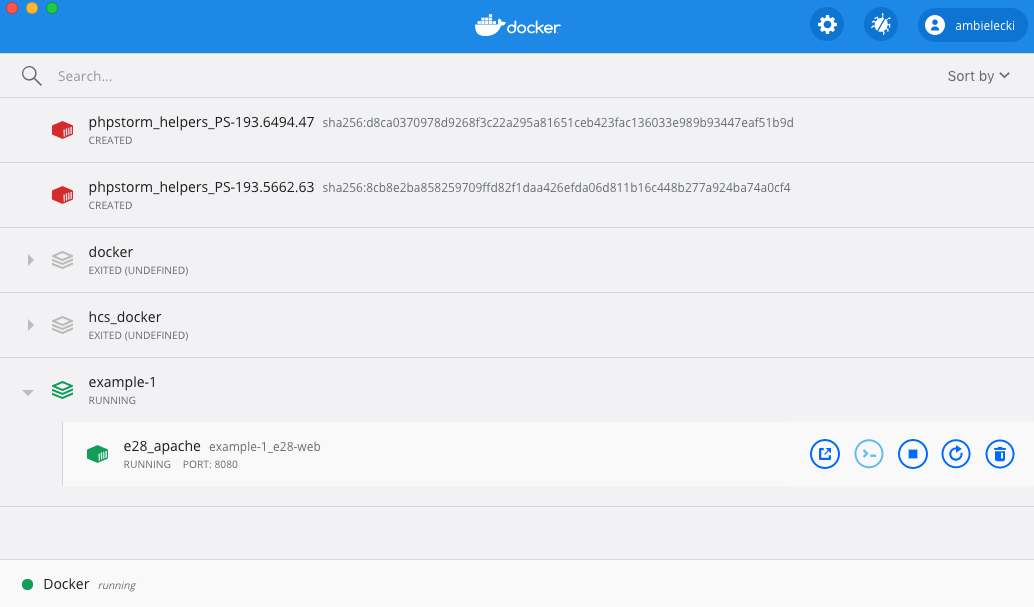 docker
ambielecki
Search...
Sort by
phpstorm_helpers_PS-193.6494.47 sha256:d8ca0370978d9268f3c22a295a81651ceb423fac136033e989b93447eaf51b9d
CREATED
phpstorm_helpers_PS-193.5662.63 sha256:8cb8e2ba858259709ffd82f1daa426efda06d811b16c448b277a924ba74a0cf4
CREATED
docker
EXITED (UNDEFINED)
hcs_docker
EXITED (UNDEFINED)
example-1
RUNNING
e28_apache example-1_e28-web
RUNNING PORT: 8080
Docker running